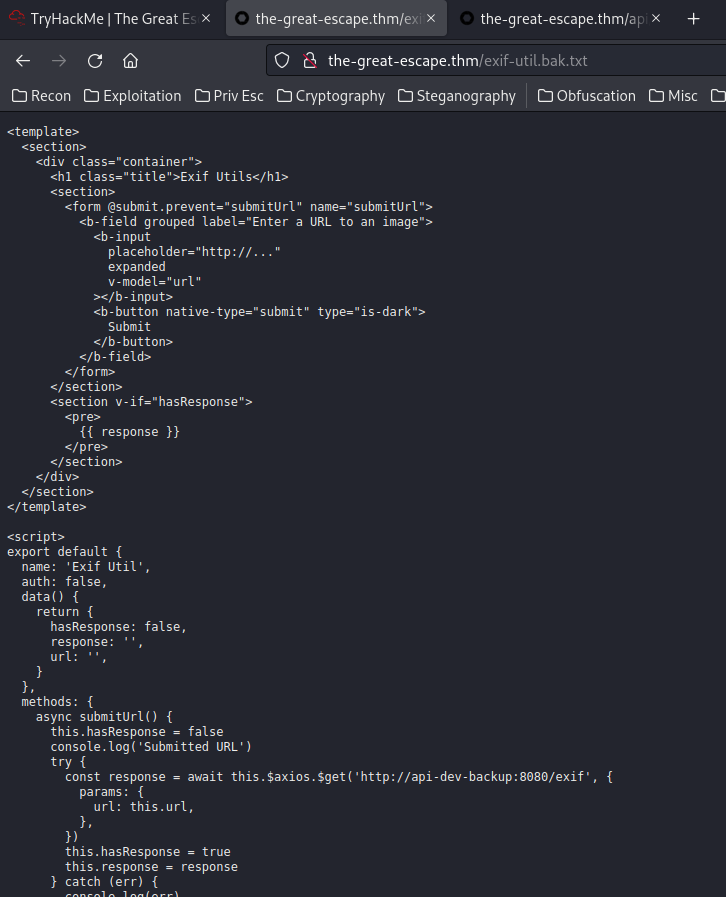 TryHackMe | The Great Es
the-great-escape.thm/exi
the-great-escape.thm/api
the-great-escape.thm/exif-util.bak.txt
Recon
Exploitation
Priv Esc
Cryptography
Steganography
Obfuscation
Misc
<template>
  <section>
    <div class="container">
      <h1 class="title">Exif Utils</h1>
      <section>
        <form @submit.prevent="submitUrl" name="submitUrl">
          <b-field grouped label="Enter a URL to an image">
            <b-input
              placeholder="http://..."
              expanded
              v-model="url"
            ></b-input>
            <b-button native-type="submit" type="is-dark">
              Submit
            </b-button>
          </b-field>
        </form>
      </section>
      <section v-if="hasResponse">
        <pre>
          {{ response }}
        </pre>
      </section>
    </div>
  </section>
</template>
<script>
export default {
  name: 'Exif Util',
  auth: false,
  data() {
    return {
      hasResponse: false,
      response: '',
      url: '',
    }
  },
  methods: {
    async submitUrl() {
      this.hasResponse = false
      console.log('Submitted URL')
      try {
        const response = await this.$axios.$get('http://api-dev-backup:8080/exif', {
          params: {
            url: this.url,
          },
        })
        this.hasResponse = true
        this.response = response
      } catch (err) {
        console.log(err)